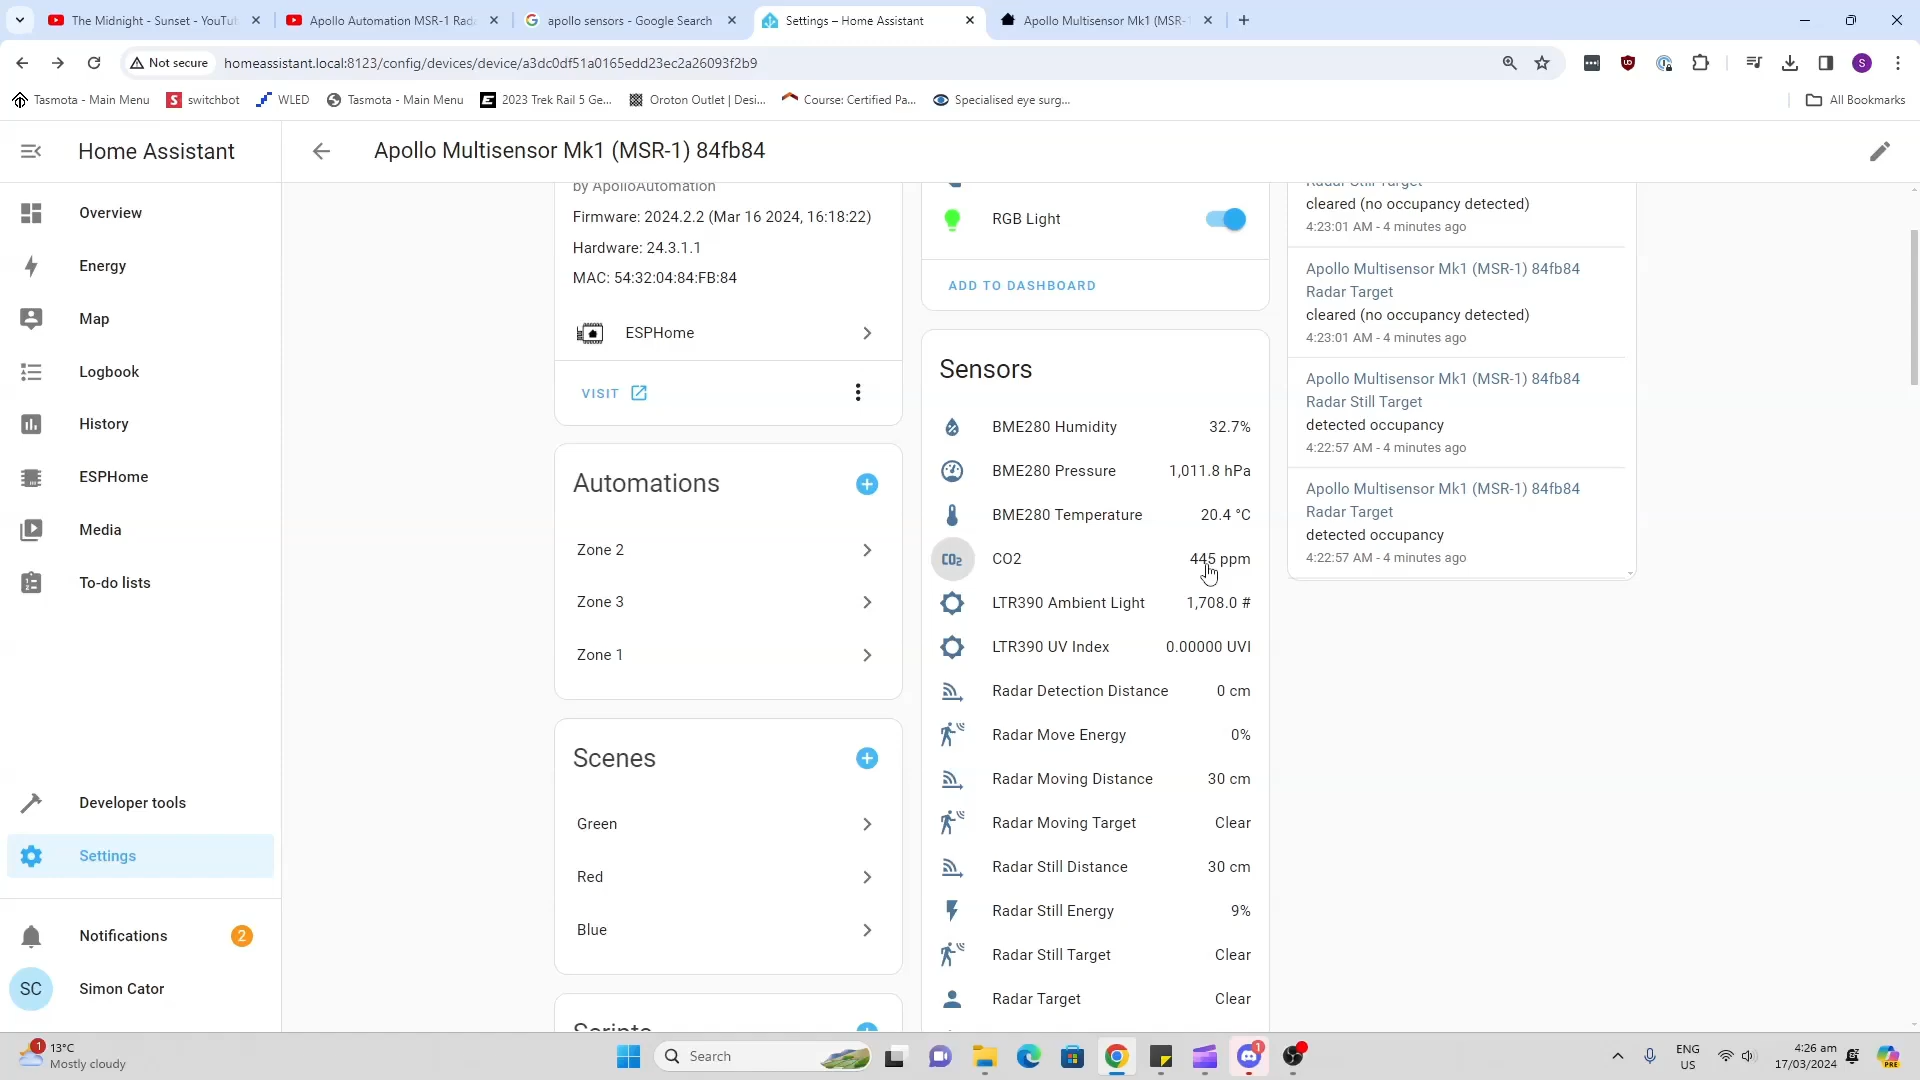 The Midnight - Sunset - YouTu
Apollo Automation MSR-1 Rada
apollo sensors - Google Search
Settings – Home Assistant
Apollo Multisensor Mk1 (MSR-1
Not secure
homeassistant.local:8123/config/devices/device/a3dc0df51a0165edd23ec2a26093f2b9
S
Tasmota - Main Menu
switchbot
WLED
Tasmota - Main Menu
2023 Trek Rail 5 Ge...
Oroton Outlet | Desi...
Course: Certified Pa...
Specialised eye surg...
All Bookmarks
Home Assistant
Apollo Multisensor Mk1 (MSR-1) 84fb84
Overview
Energy
Map
Logbook
History
ESPHome
Media
To-do lists
Developer tools
Settings
Notifications
2
SC
Simon Cator
by ApolloAutomation
Firmware: 2024.2.2 (Mar 16 2024, 16:18:22)
Hardware: 24.3.1.1
MAC: 54:32:04:84:FB:84
ESPHome
VISIT
Automations
Zone 2
Zone 3
Zone 1
Scenes
Green
Red
Blue
Scripts
RGB Light
ADD TO DASHBOARD
Sensors
BME280 Humidity 32.7%
BME280 Pressure 1,011.8 hPa
BME280 Temperature 20.4 °C
CO2 CO2 445 ppm
LTR390 Ambient Light 1,708.0 #
LTR390 UV Index 0.00000 UVI
Radar Detection Distance 0 cm
Radar Move Energy 0%
Radar Moving Distance 30 cm
Radar Moving Target Clear
Radar Still Distance 30 cm
Radar Still Energy 9%
Radar Still Target Clear
Radar Target Clear
Radar Still Target
cleared (no occupancy detected)
4:23:01 AM - 4 minutes ago
Apollo Multisensor Mk1 (MSR-1) 84fb84
Radar Target
cleared (no occupancy detected)
4:23:01 AM - 4 minutes ago
Apollo Multisensor Mk1 (MSR-1) 84fb84
Radar Still Target
detected occupancy
4:22:57 AM - 4 minutes ago
Apollo Multisensor Mk1 (MSR-1) 84fb84
Radar Target
detected occupancy
4:22:57 AM - 4 minutes ago
1
13°C
Mostly cloudy
Search
1
ENG
US
4:26 am
17/03/2024
PRE